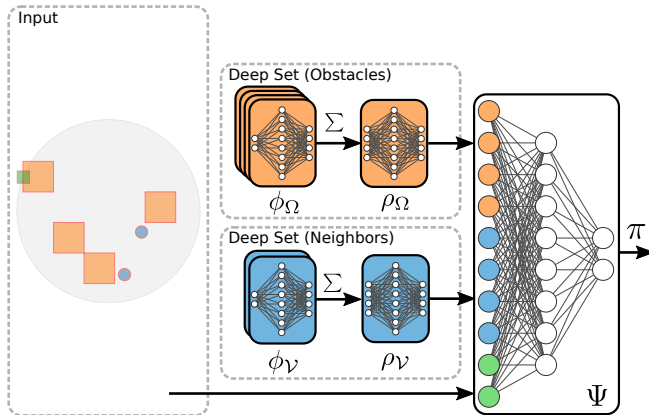 Input
Deep Set (Obstacles)
Σ
ϕ_Ω
ρ_Ω
Deep Set (Neighbors)
Σ
ϕ_𝒱
ρ_𝒱
π
Ψ